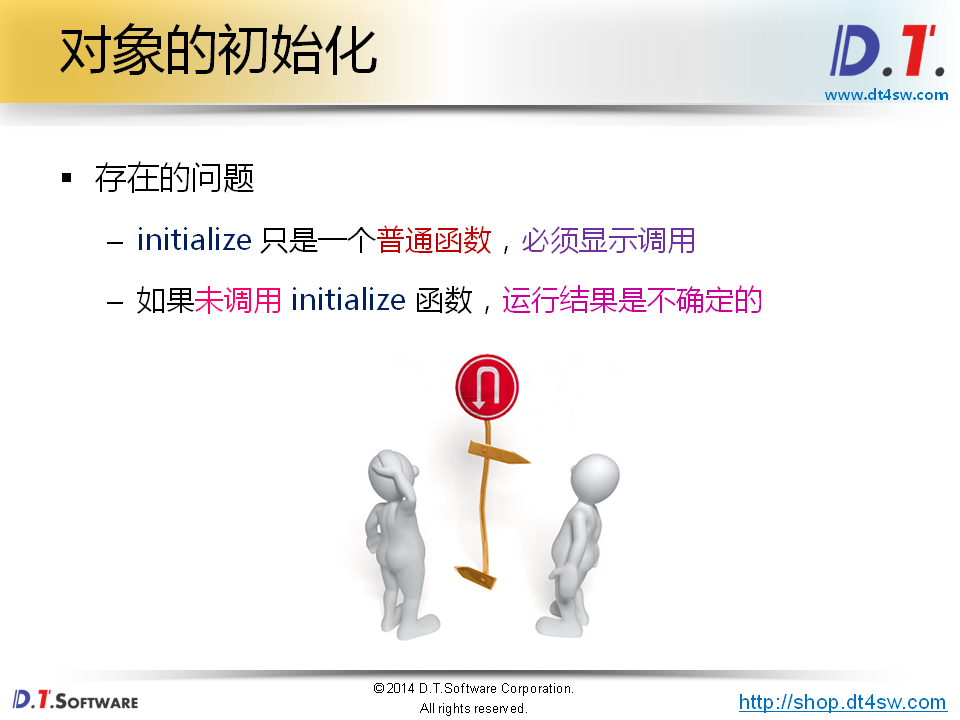 对象的初始化
D.T.
www.dt4sw.com
▪ 存在的问题
– initialize 只是一个普通函数，必须显示调用
– 如果未调用 initialize 函数，运行结果是不确定的
©2014 D.T.Software Corporation.
All rights reserved.
D.T.SOFTWARE
http://shop.dt4sw.com